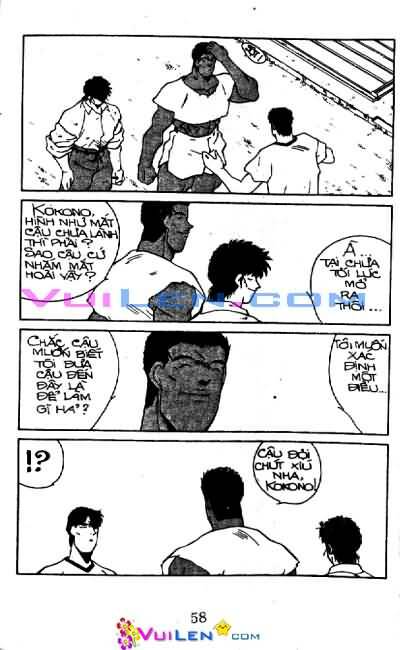 KOKONO,
HÌNH NHƯ MẮT
CẬU CHƯA LÀNH
THÌ PHẢI?
SAO CẬU CỨ
NHẮM MẮT
HOÀI VẬY?
À...
TẠI CHƯA
TỚI LÚC
MỞ
RA
THÔI...
VUILEN.COM
CHẮC CẬU
MUỐN BIẾT
TÔI ĐƯA
CẬU ĐẾN
ĐÂY LÀ
ĐỂ LÀM
GÌ HẢ?
TÔI MUỐN
XÁC
ĐỊNH
MỘT
ĐIỀU...
!?
CẬU ĐỢI
CHÚT XÍU
NHA,
KOKONO!
58
VUILEN.COM